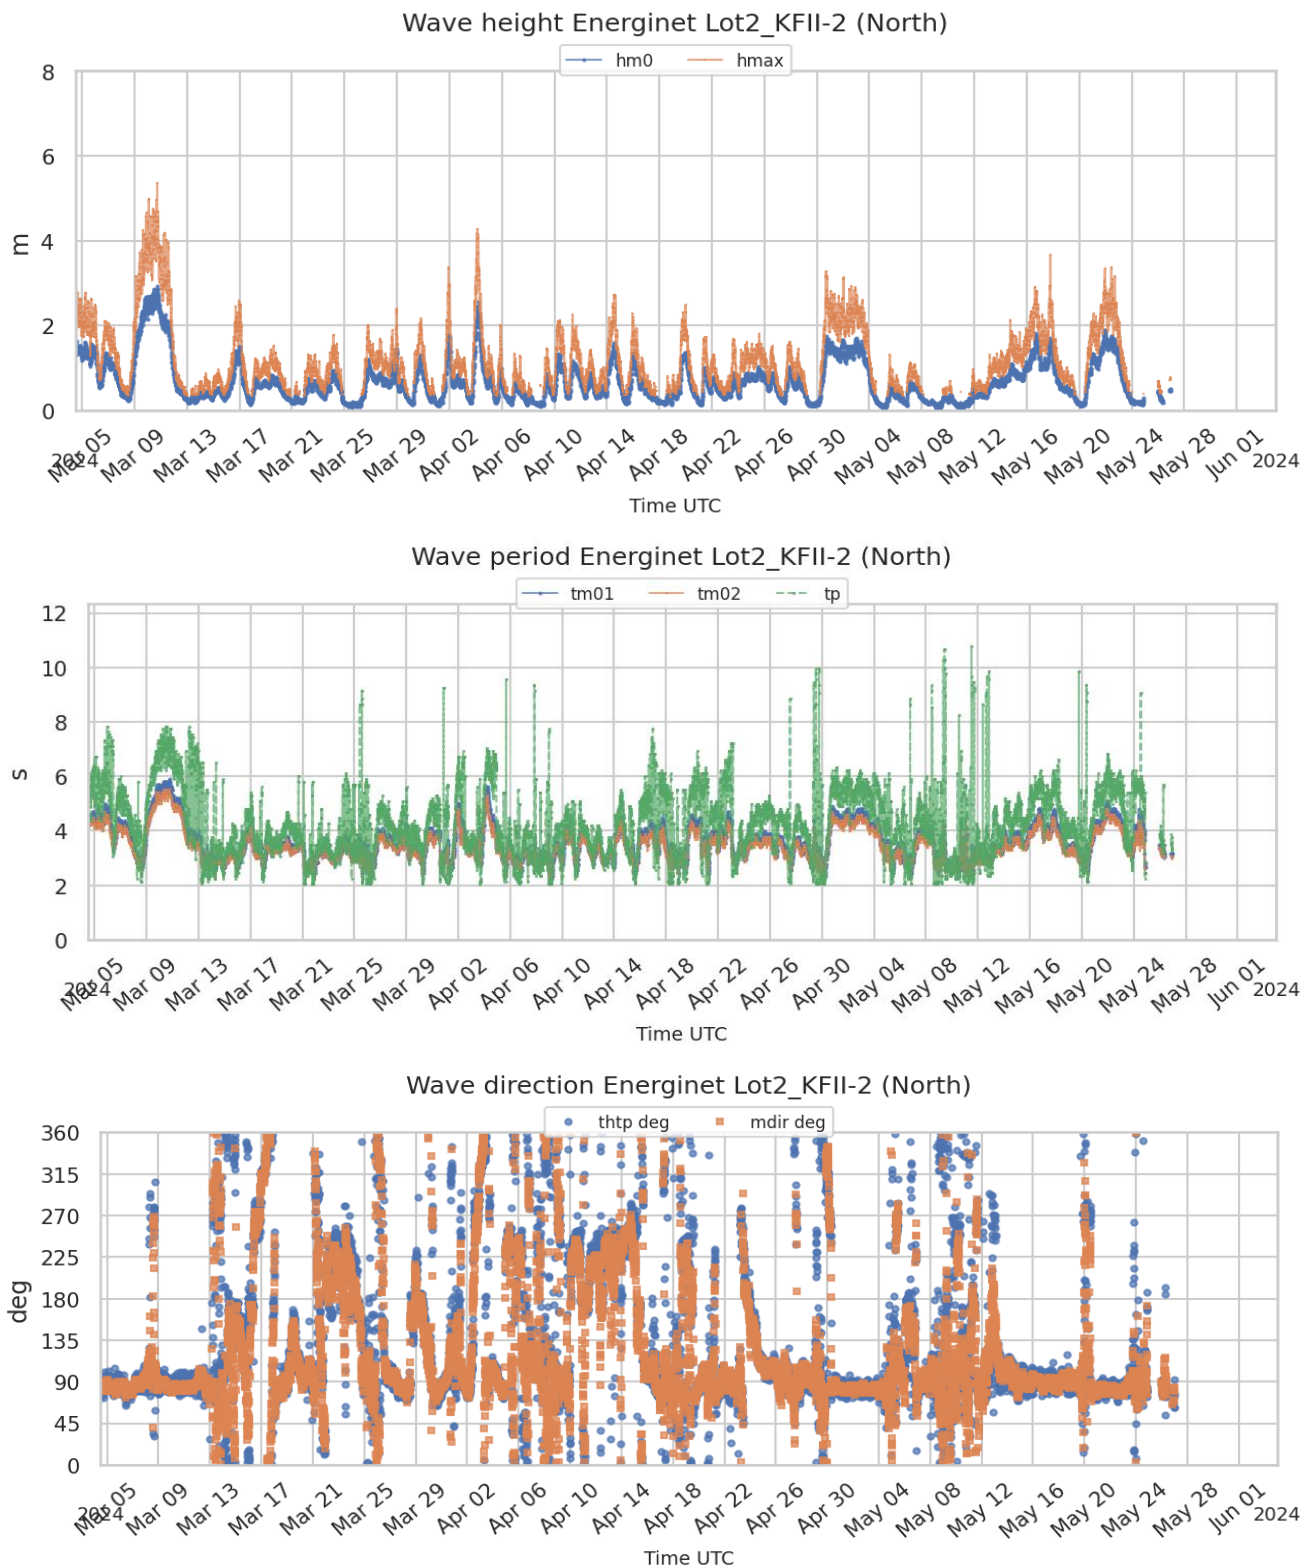 Wave height Energinet Lot2_KFII-2 (North)
hm0 hmax
8
6
4
2
0
m
Mar 05 Mar 09 Mar 13 Mar 17 Mar 21 Mar 25 Mar 29 Apr 02 Apr 06 Apr 10 Apr 14 Apr 18 Apr 22 Apr 26 Apr 30 May 04 May 08 May 12 May 16 May 20 May 24 May 28 Jun 01
2024 2024
Time UTC
Wave period Energinet Lot2_KFII-2 (North)
tm01 tm02 tp
12
10
8
6
4
2
0
s
Mar 05 Mar 09 Mar 13 Mar 17 Mar 21 Mar 25 Mar 29 Apr 02 Apr 06 Apr 10 Apr 14 Apr 18 Apr 22 Apr 26 Apr 30 May 04 May 08 May 12 May 16 May 20 May 24 May 28 Jun 01
2024 2024
Time UTC
Wave direction Energinet Lot2_KFII-2 (North)
thtp deg mdir deg
360
315
270
225
180
135
90
45
0
deg
Mar 05 Mar 09 Mar 13 Mar 17 Mar 21 Mar 25 Mar 29 Apr 02 Apr 06 Apr 10 Apr 14 Apr 18 Apr 22 Apr 26 Apr 30 May 04 May 08 May 12 May 16 May 20 May 24 May 28 Jun 01
2024 2024
Time UTC